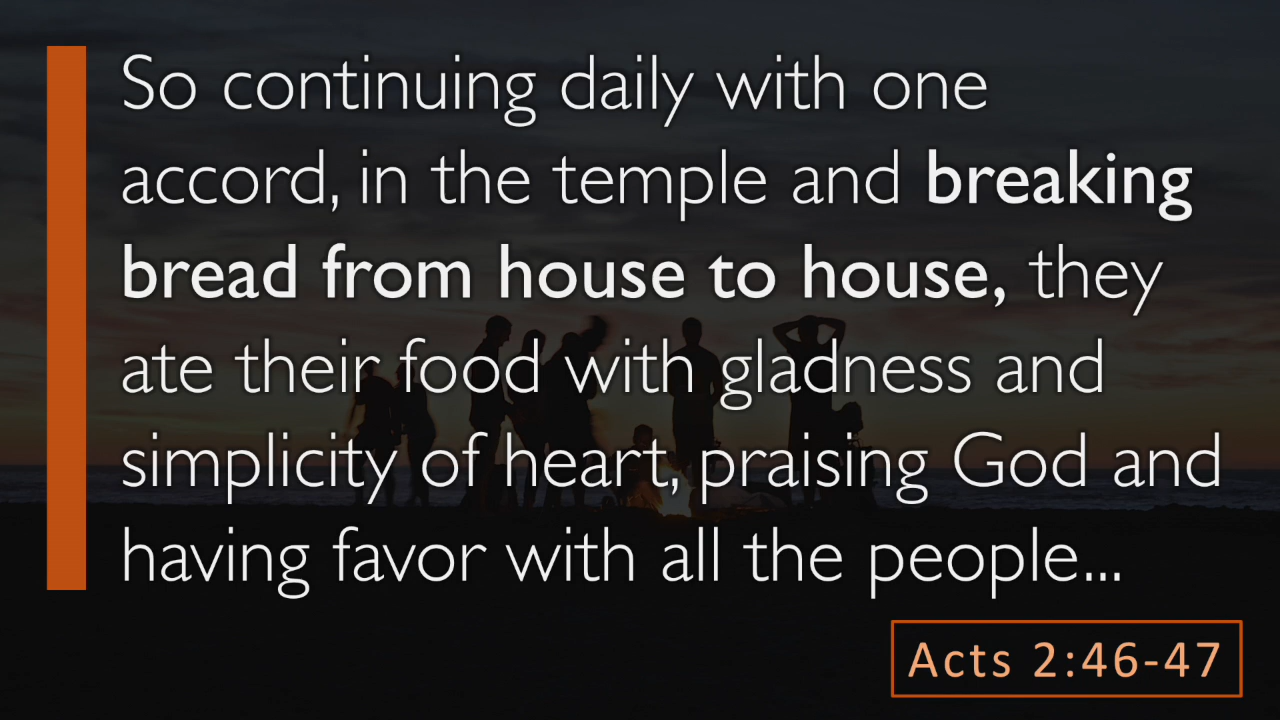 So continuing daily with one
accord, in the temple and breaking
bread from house to house, they
ate their food with gladness and
simplicity of heart, praising God and
having favor with all the people...
Acts 2:46-47